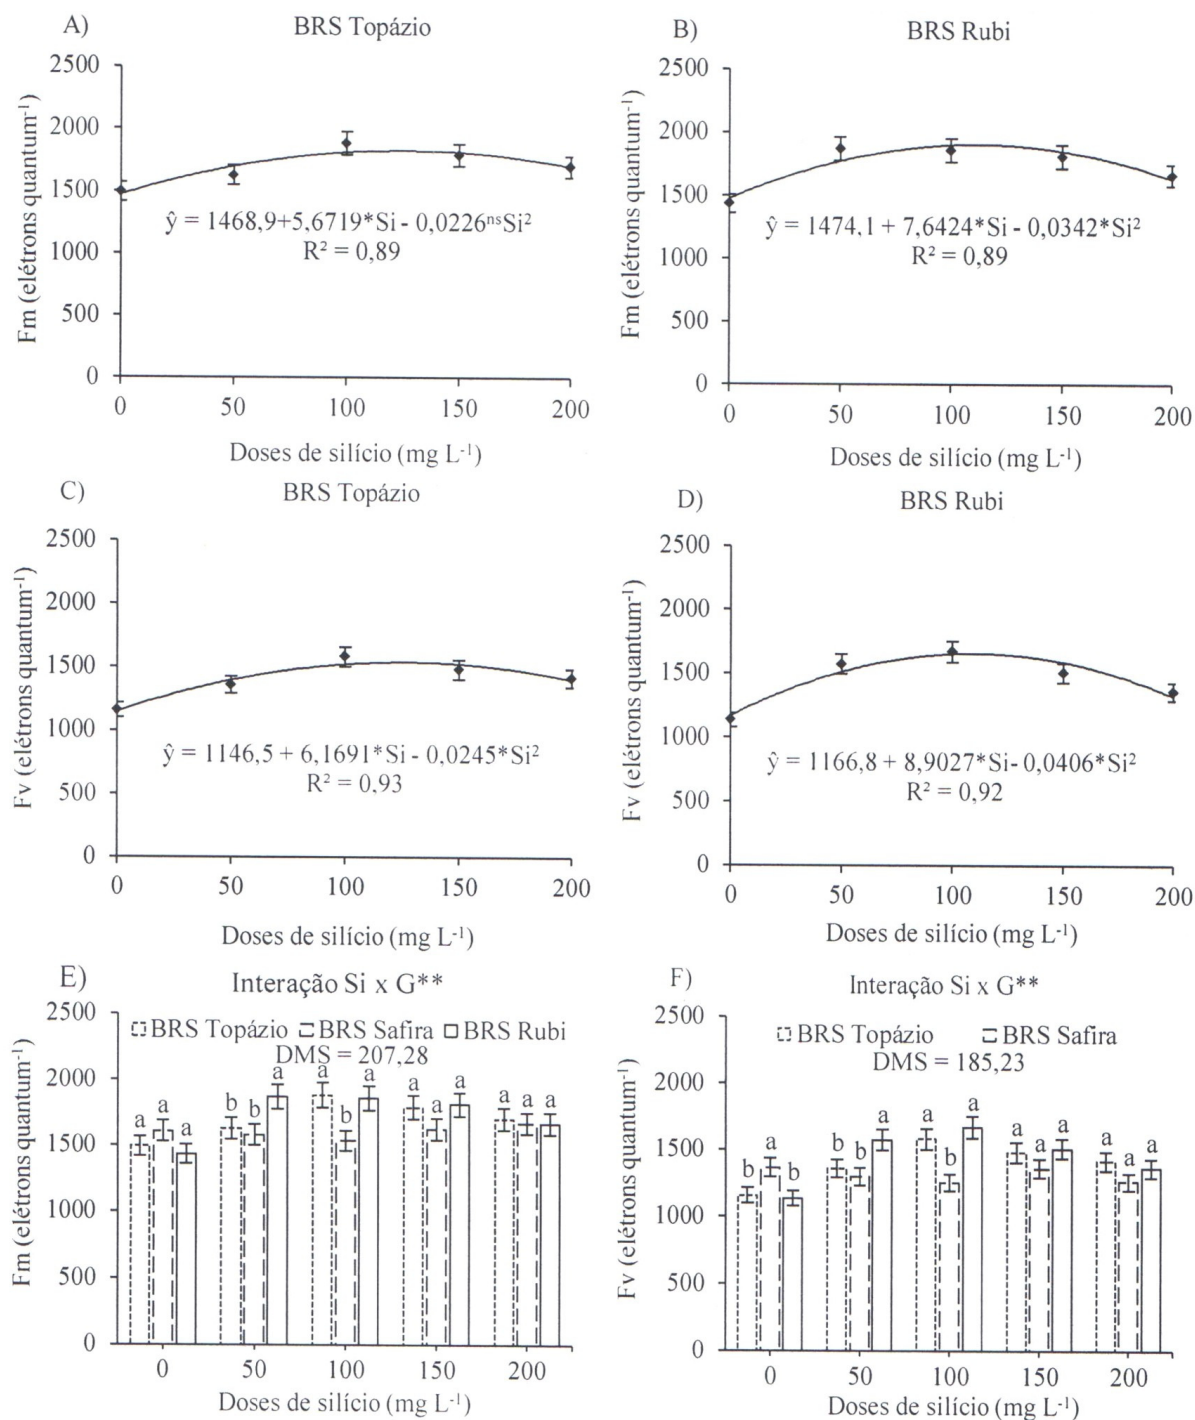 A)
BRS Topázio
2500
2000
1500
1000
500
0
Fm (elétrons quantum⁻¹)
ŷ = 1468,9+5,6719*Si - 0,0226ⁿˢSi²
R² = 0,89
0 50 100 150 200
Doses de silício (mg L⁻¹)
B)
BRS Rubi
2500
2000
1500
1000
500
0
Fm (elétrons quantum⁻¹)
ŷ = 1474,1 + 7,6424*Si - 0,0342*Si²
R² = 0,89
0 50 100 150 200
Doses de silício (mg L⁻¹)
C)
BRS Topázio
2500
2000
1500
1000
500
0
Fv (elétrons quantum⁻¹)
ŷ = 1146,5 + 6,1691*Si - 0,0245*Si²
R² = 0,93
0 50 100 150 200
Doses de silício (mg L⁻¹)
D)
BRS Rubi
2500
2000
1500
1000
500
0
Fv (elétrons quantum⁻¹)
ŷ = 1166,8 + 8,9027*Si- 0,0406*Si²
R² = 0,92
0 50 100 150 200
Doses de silício (mg L⁻¹)
E)
Interação Si x G**
BRS Topázio BRS Safira BRS Rubi
DMS = 207,28
2500
2000
1500
1000
500
0
Fm (elétrons quantum⁻¹)
a a a b b a a b a a a a a a a
0 50 100 150 200
Doses de silício (mg L⁻¹)
F)
Interação Si x G**
BRS Topázio BRS Safira
DMS = 185,23
2500
2000
1500
1000
500
0
Fv (elétrons quantum⁻¹)
b a b b b a a b a a a a a a a
0 50 100 150 200
Doses de silício (mg L⁻¹)